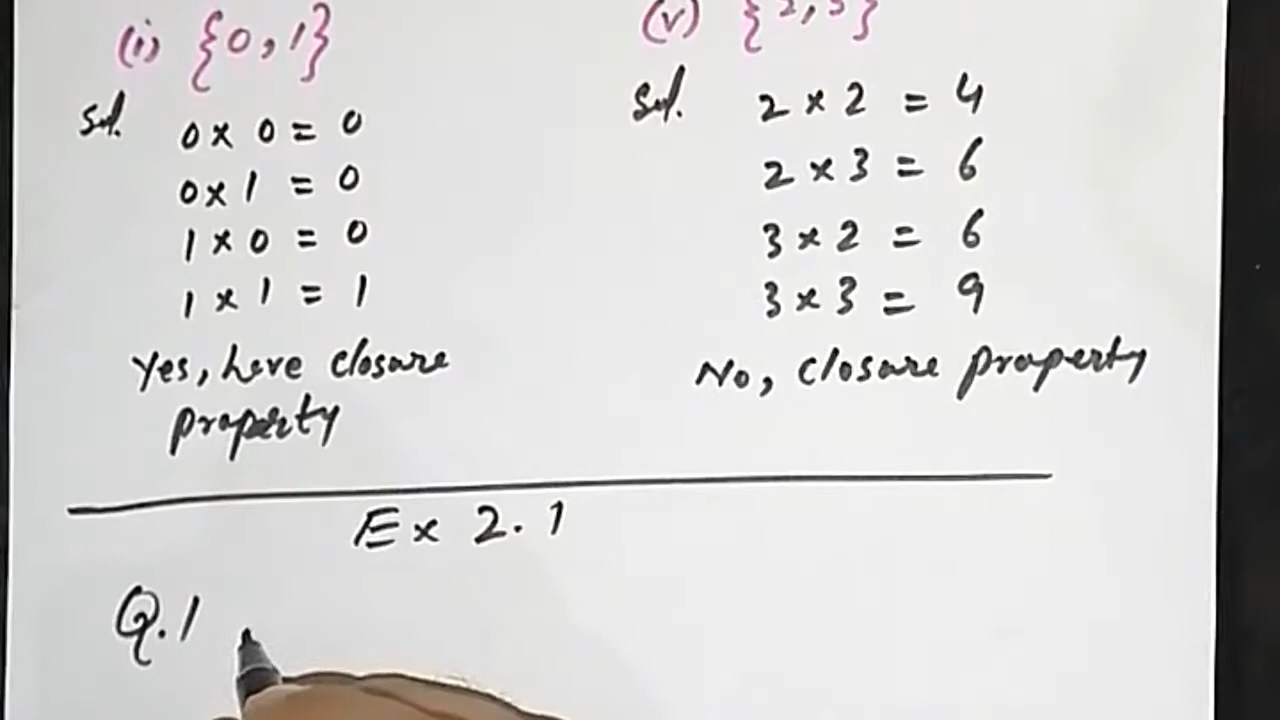 (i) {0, 1}
Sol.
0 × 0 = 0
0 × 1 = 0
1 × 0 = 0
1 × 1 = 1
Yes, have closure
property
(v) {2, 3}
Sol.
2 × 2 = 4
2 × 3 = 6
3 × 2 = 6
3 × 3 = 9
No, closure property
Ex 2.1
Q.1